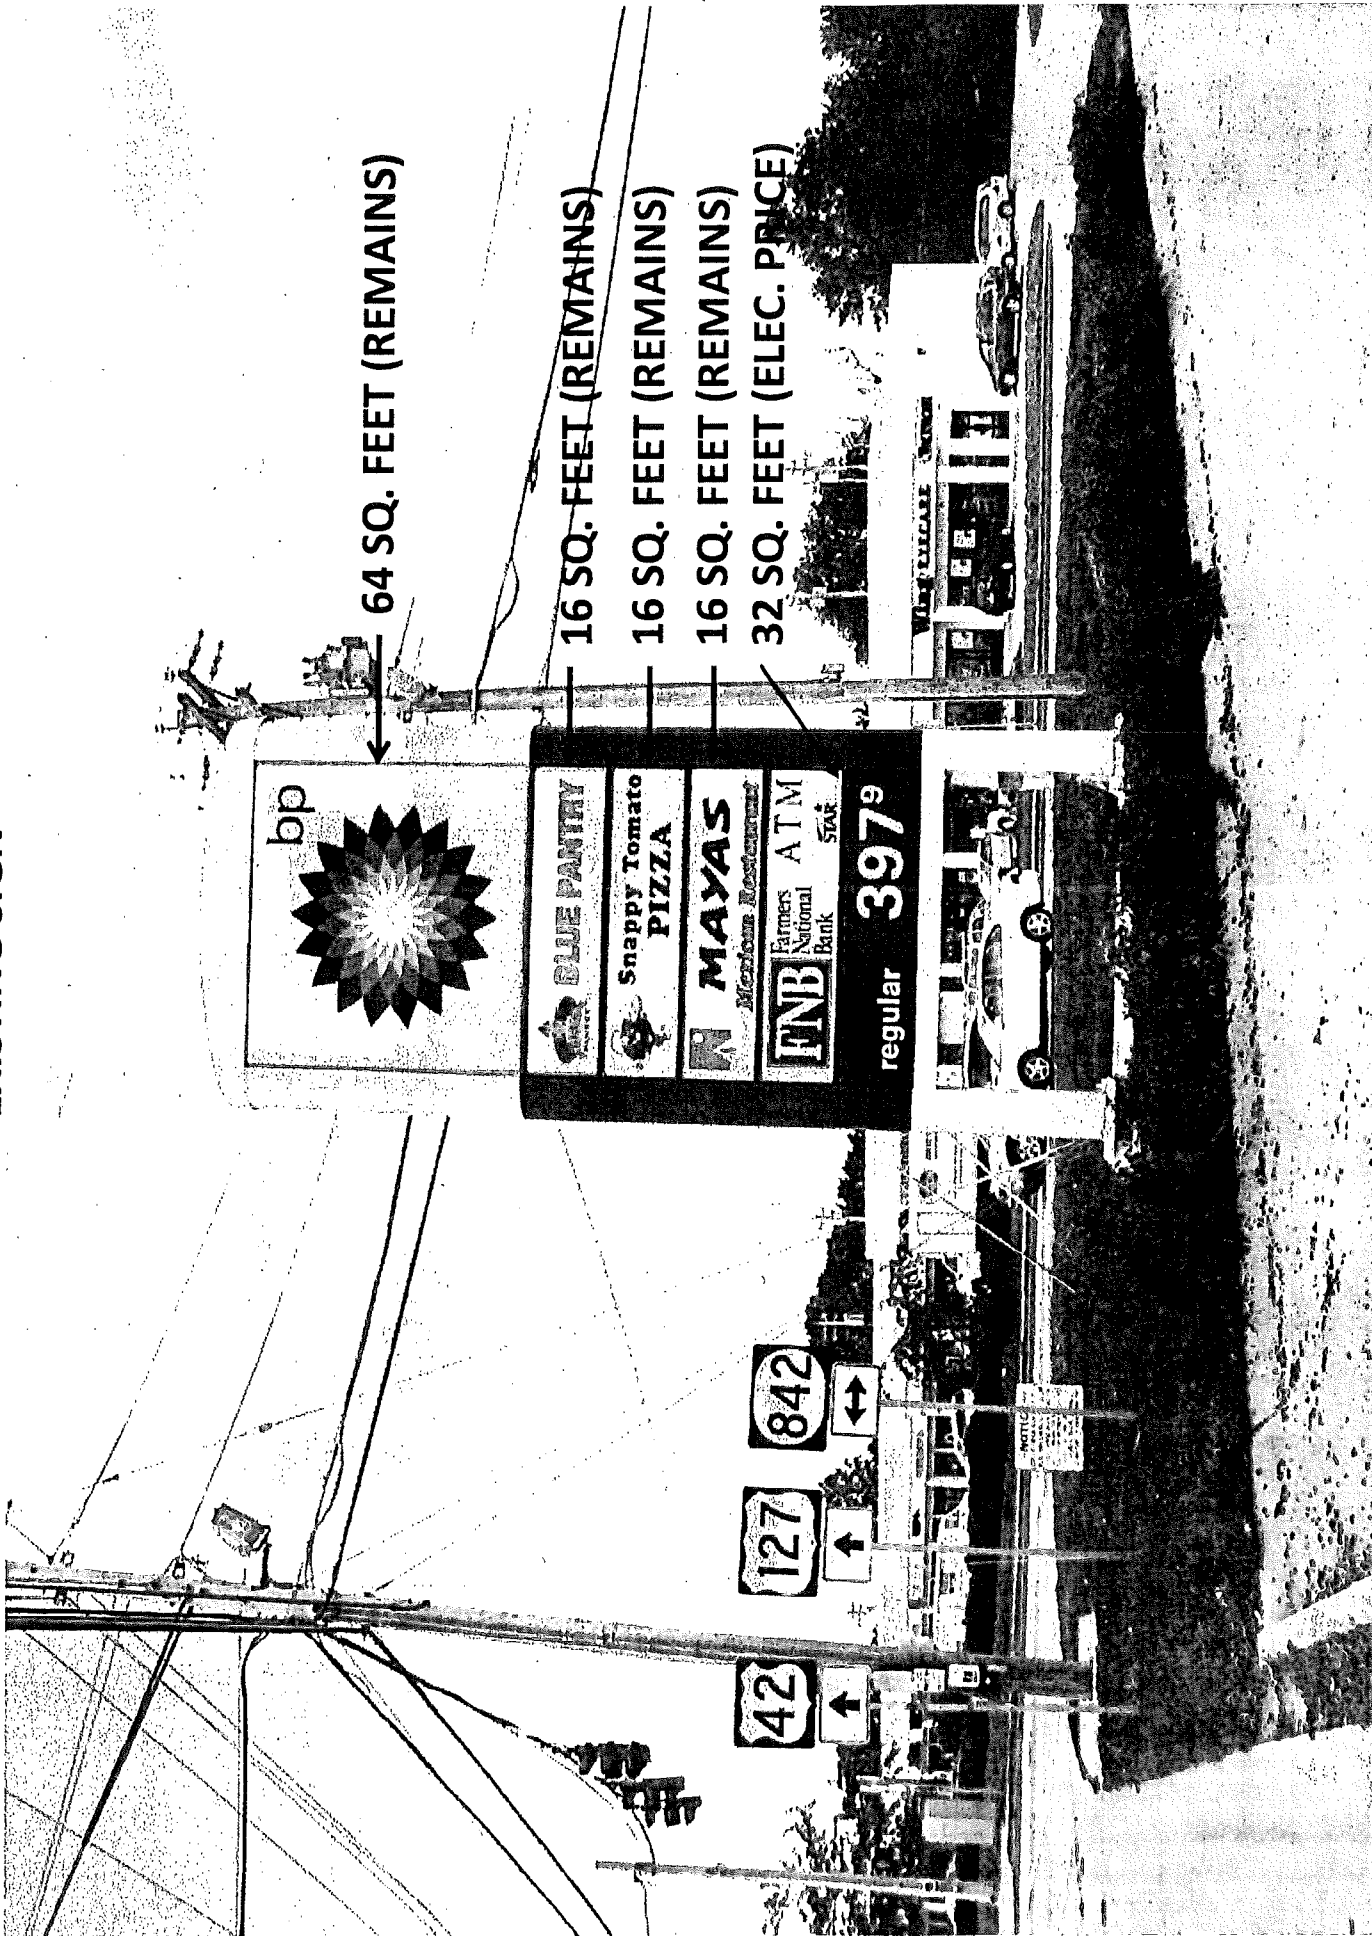 64 SQ. FEET (REMAINS)
16 SQ. FEET (REMAINS)
16 SQ. FEET (REMAINS)
16 SQ. FEET (REMAINS)
32 SQ. FEET (ELEC. PRICE)
bp
BLUE PANTRY
Snappy Tomato
PIZZA
MAYAS
Mexican Restaurant
FNB Farmers National Bank ATM
STAR
regular 397 9
42
127
842